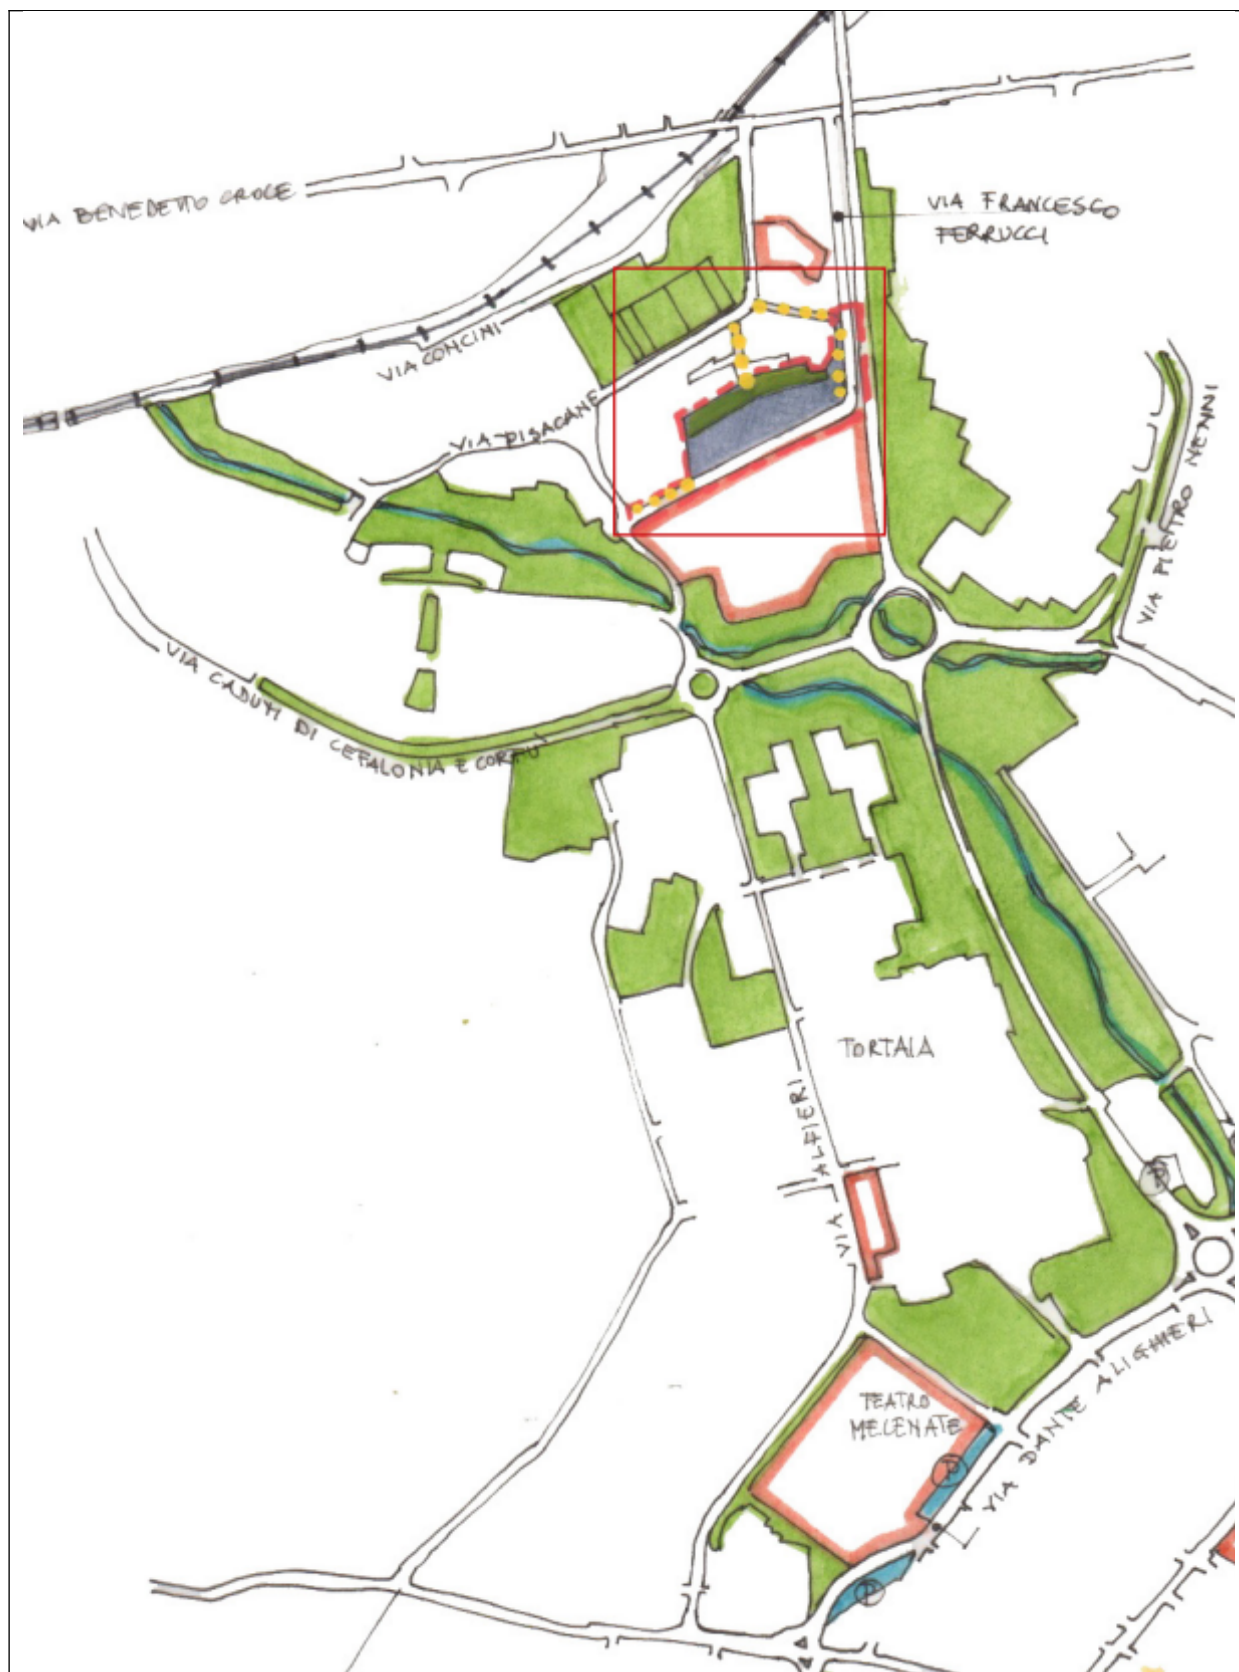 VIA BENEDETTO CROCE
VIA FRANCESCO
FERRUCCI
VIA CONCINI
VIA PISACANE
VIA PIETRO NENNI
VIA CADUTI DI CEFALONIA E CORFU'
TORTAIA
VIA ALFIERI
P
VIA DANTE ALIGHIERI
TEATRO
MECENATE
P
P